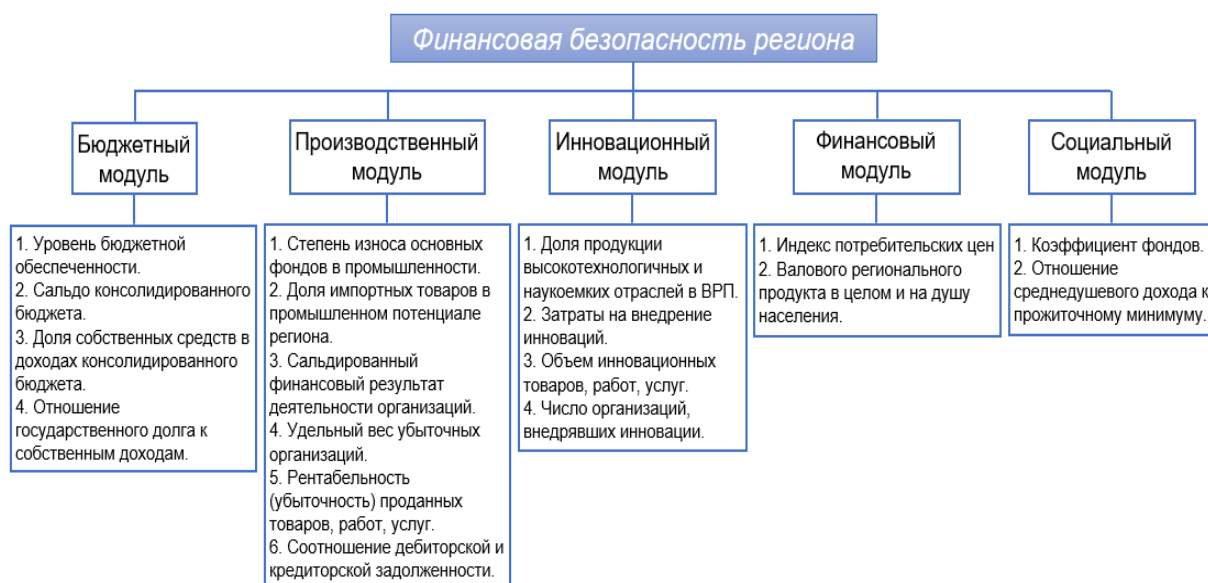 Финансовая безопасность региона
Бюджетный
модуль
Производственный
модуль
Инновационный
модуль
Финансовый
модуль
Социальный
модуль
1. Уровень бюджетной
обеспеченности.
2. Сальдо консолидированного
бюджета.
3. Доля собственных средств в
доходах консолидированного
бюджета.
4. Отношение
государственного долга к
собственным доходам.
1. Степень износа основных
фондов в промышленности.
2. Доля импортных товаров в
промышленном потенциале
региона.
3. Сальдированный
финансовый результат
деятельности организаций.
4. Удельный вес убыточных
организаций.
5. Рентабельность
(убыточность) проданных
товаров, работ, услуг.
6. Соотношение дебиторской и
кредиторской задолженности.
1. Доля продукции
высокотехнологичных и
наукоемких отраслей в ВРП.
2. Затраты на внедрение
инноваций.
3. Объем инновационных
товаров, работ, услуг.
4. Число организаций,
внедрявших инновации.
1. Индекс потребительских цен
2. Валового регионального
продукта в целом и на душу
населения.
1. Коэффициент фондов.
2. Отношение
среднедушевого дохода к
прожиточному минимуму.